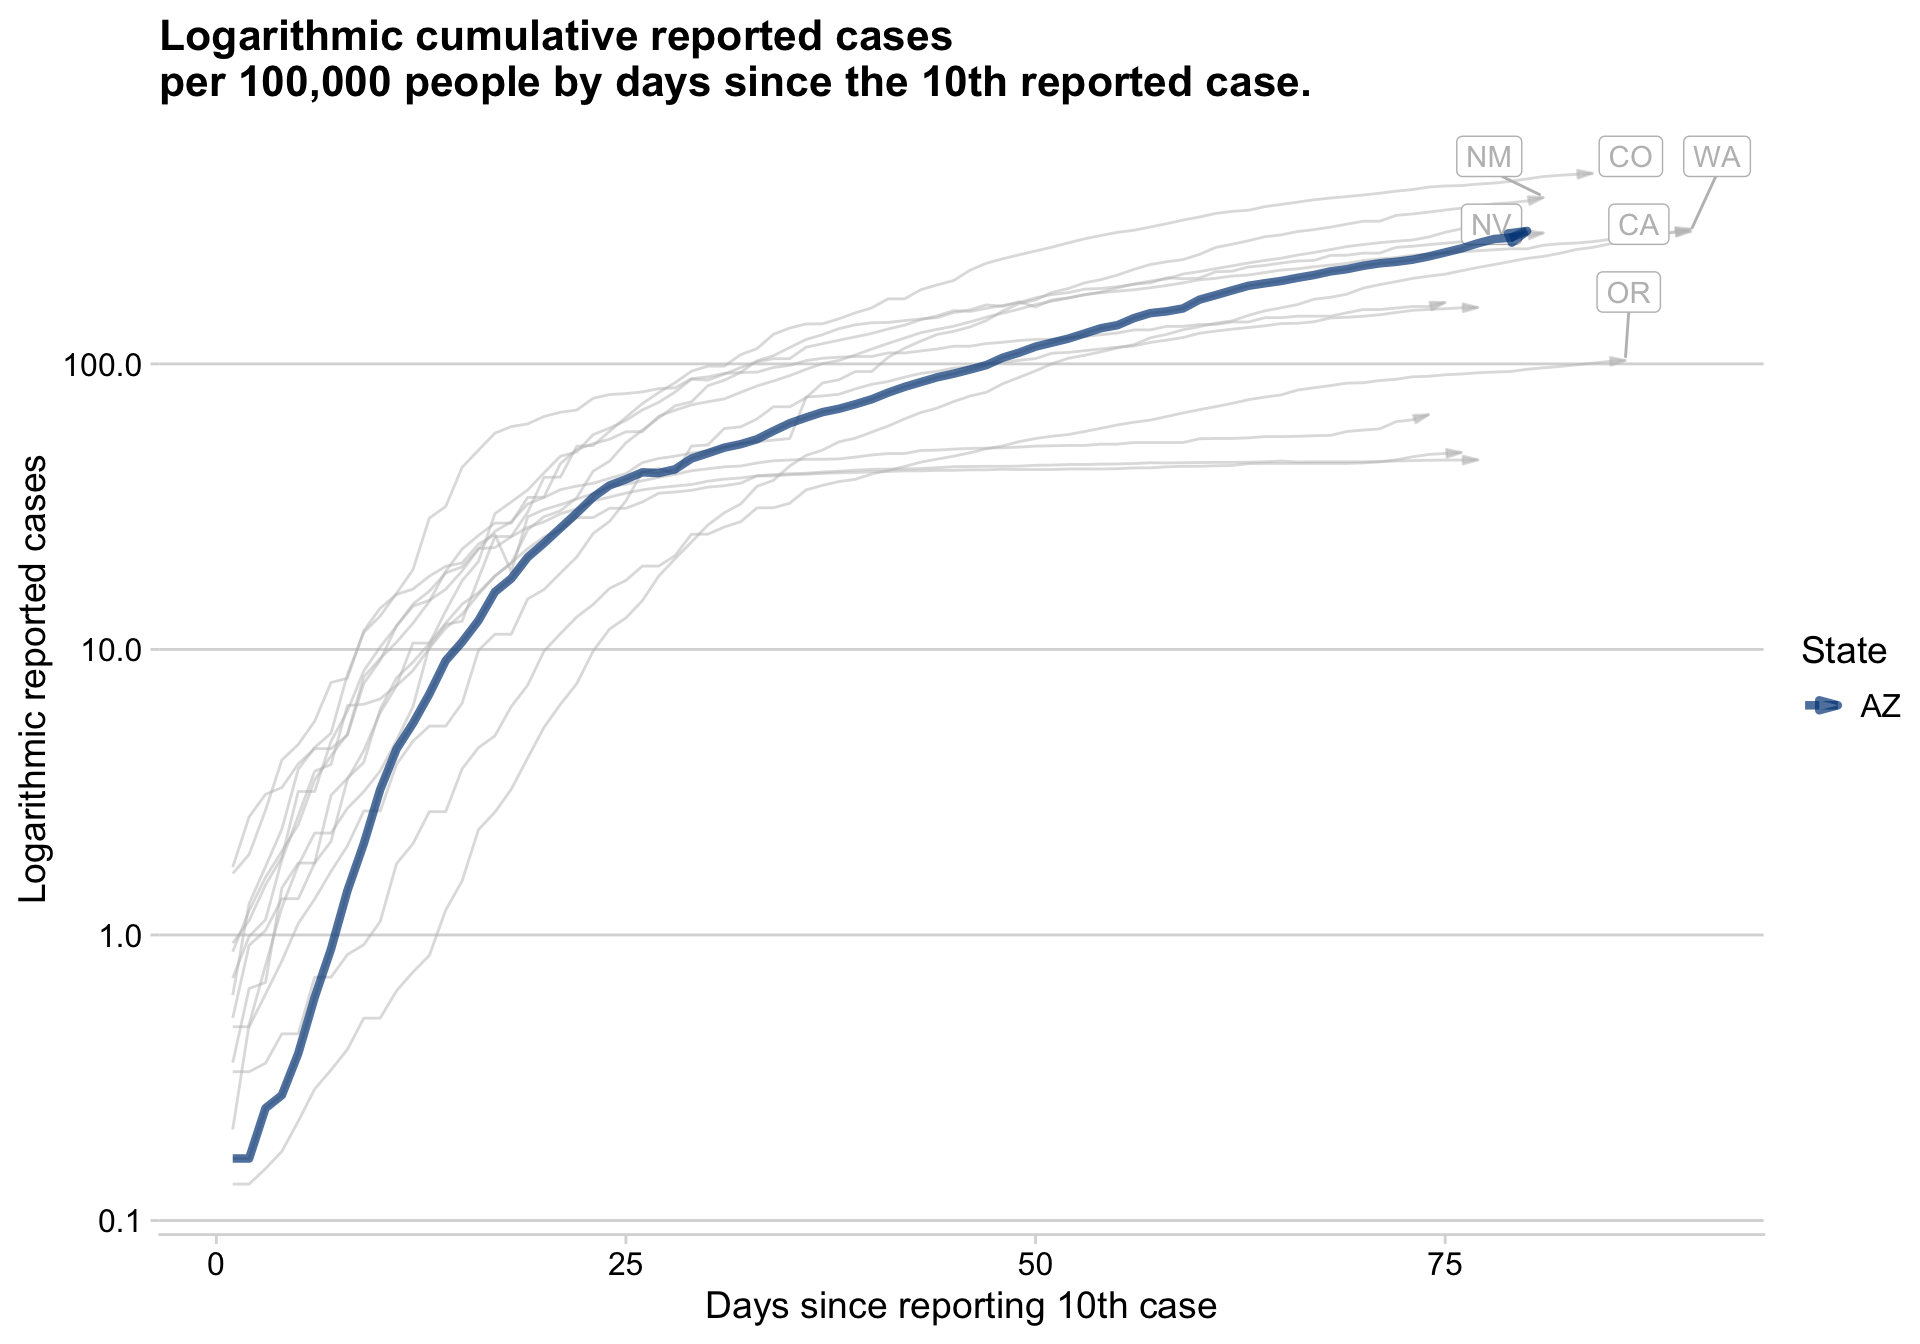 Logarithmic cumulative reported cases
per 100,000 people by days since the 10th reported case.
NM
CO
WA
NV
CA
OR
100.0
10.0
1.0
0.1
Logarithmic reported cases
State
AZ
0
25
50
75
Days since reporting 10th case